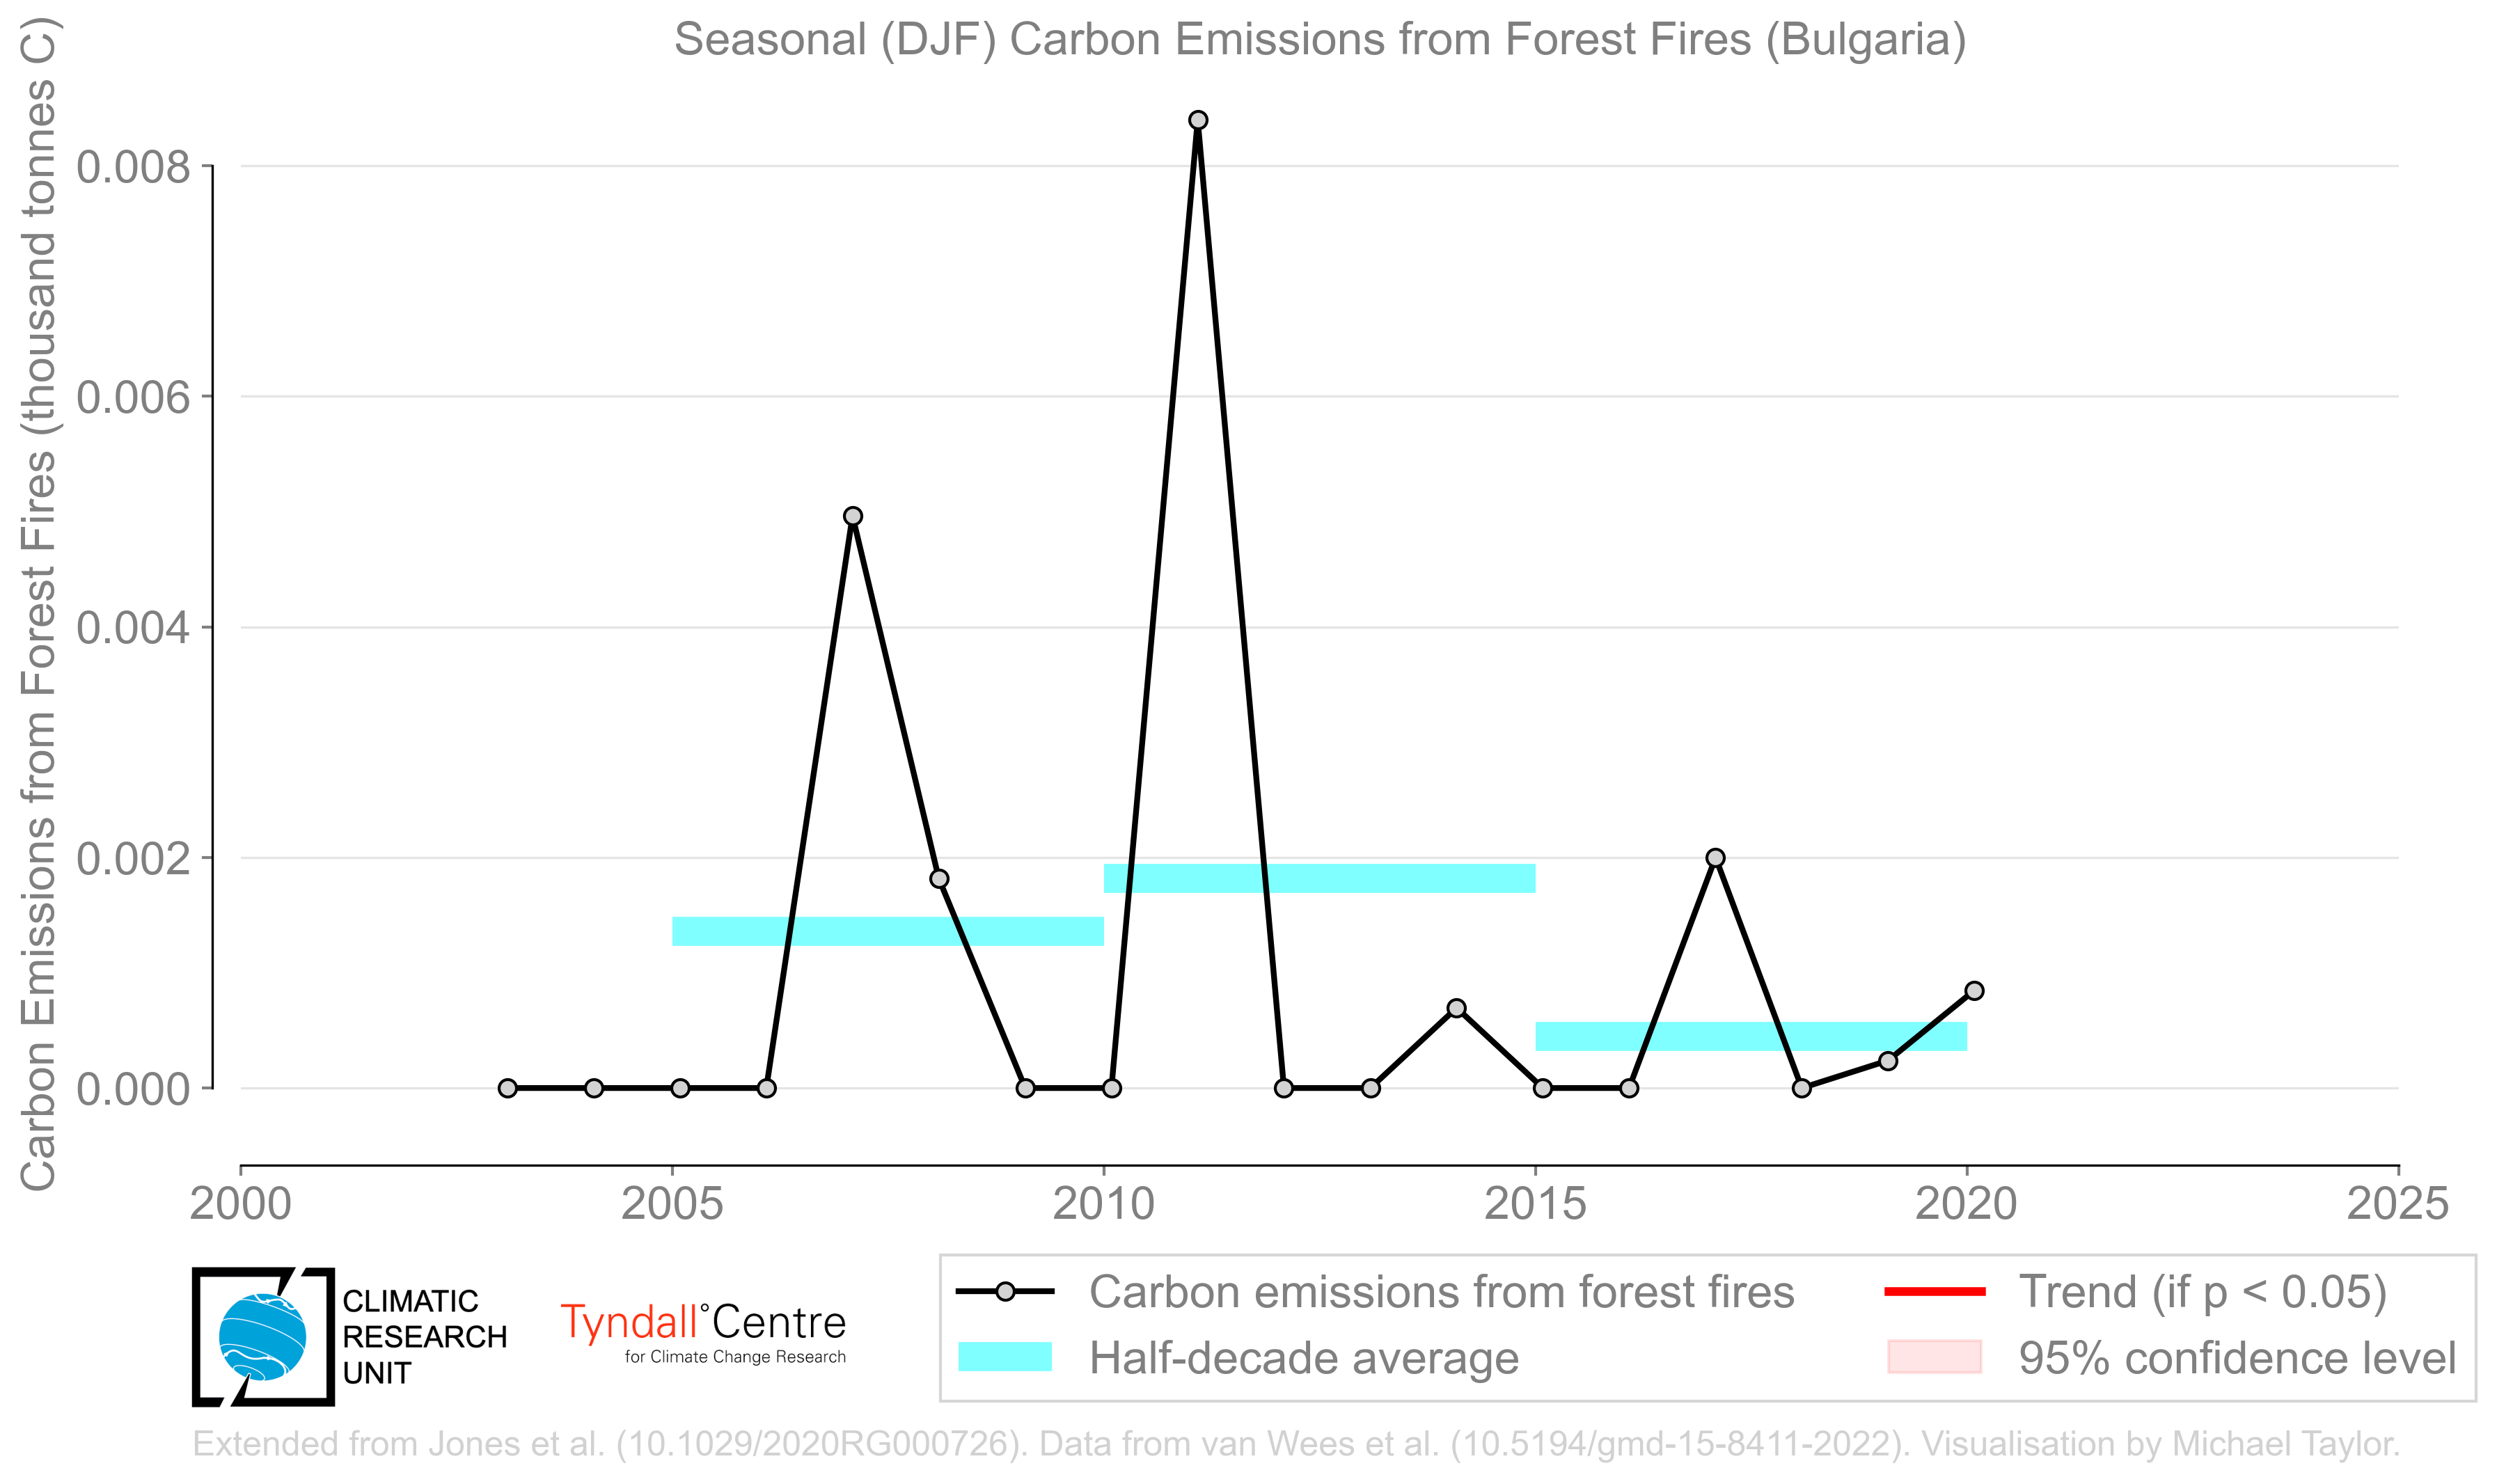 Seasonal (DJF) Carbon Emissions from Forest Fires (Bulgaria)
Carbon Emissions from Forest Fires (thousand tonnes C)
0.008
0.006
0.004
0.002
0.000
2000 2005 2010 2015 2020 2025
CLIMATIC
RESEARCH
UNIT
Tyndall°Centre
for Climate Change Research
Carbon emissions from forest fires
Half-decade average
Trend (if p < 0.05)
95% confidence level
Extended from Jones et al. (10.1029/2020RG000726). Data from van Wees et al. (10.5194/gmd-15-8411-2022). Visualisation by Michael Taylor.